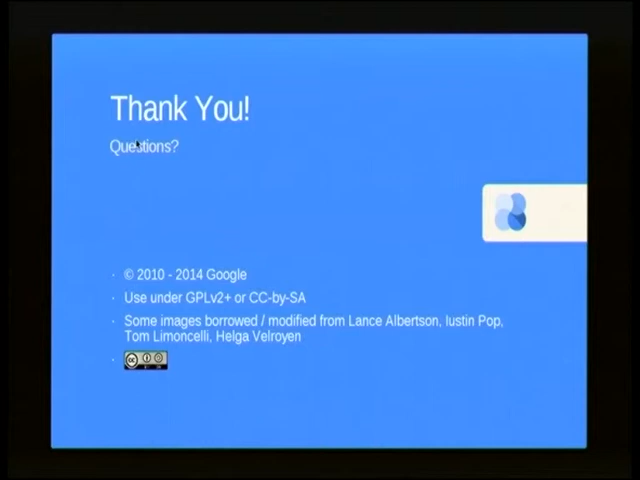 Thank You!
Questions?
· © 2010 - 2014 Google
· Use under GPLv2+ or CC-by-SA
· Some images borrowed / modified from Lance Albertson, Iustin Pop,
Tom Limoncelli, Helga Velroyen
· cc